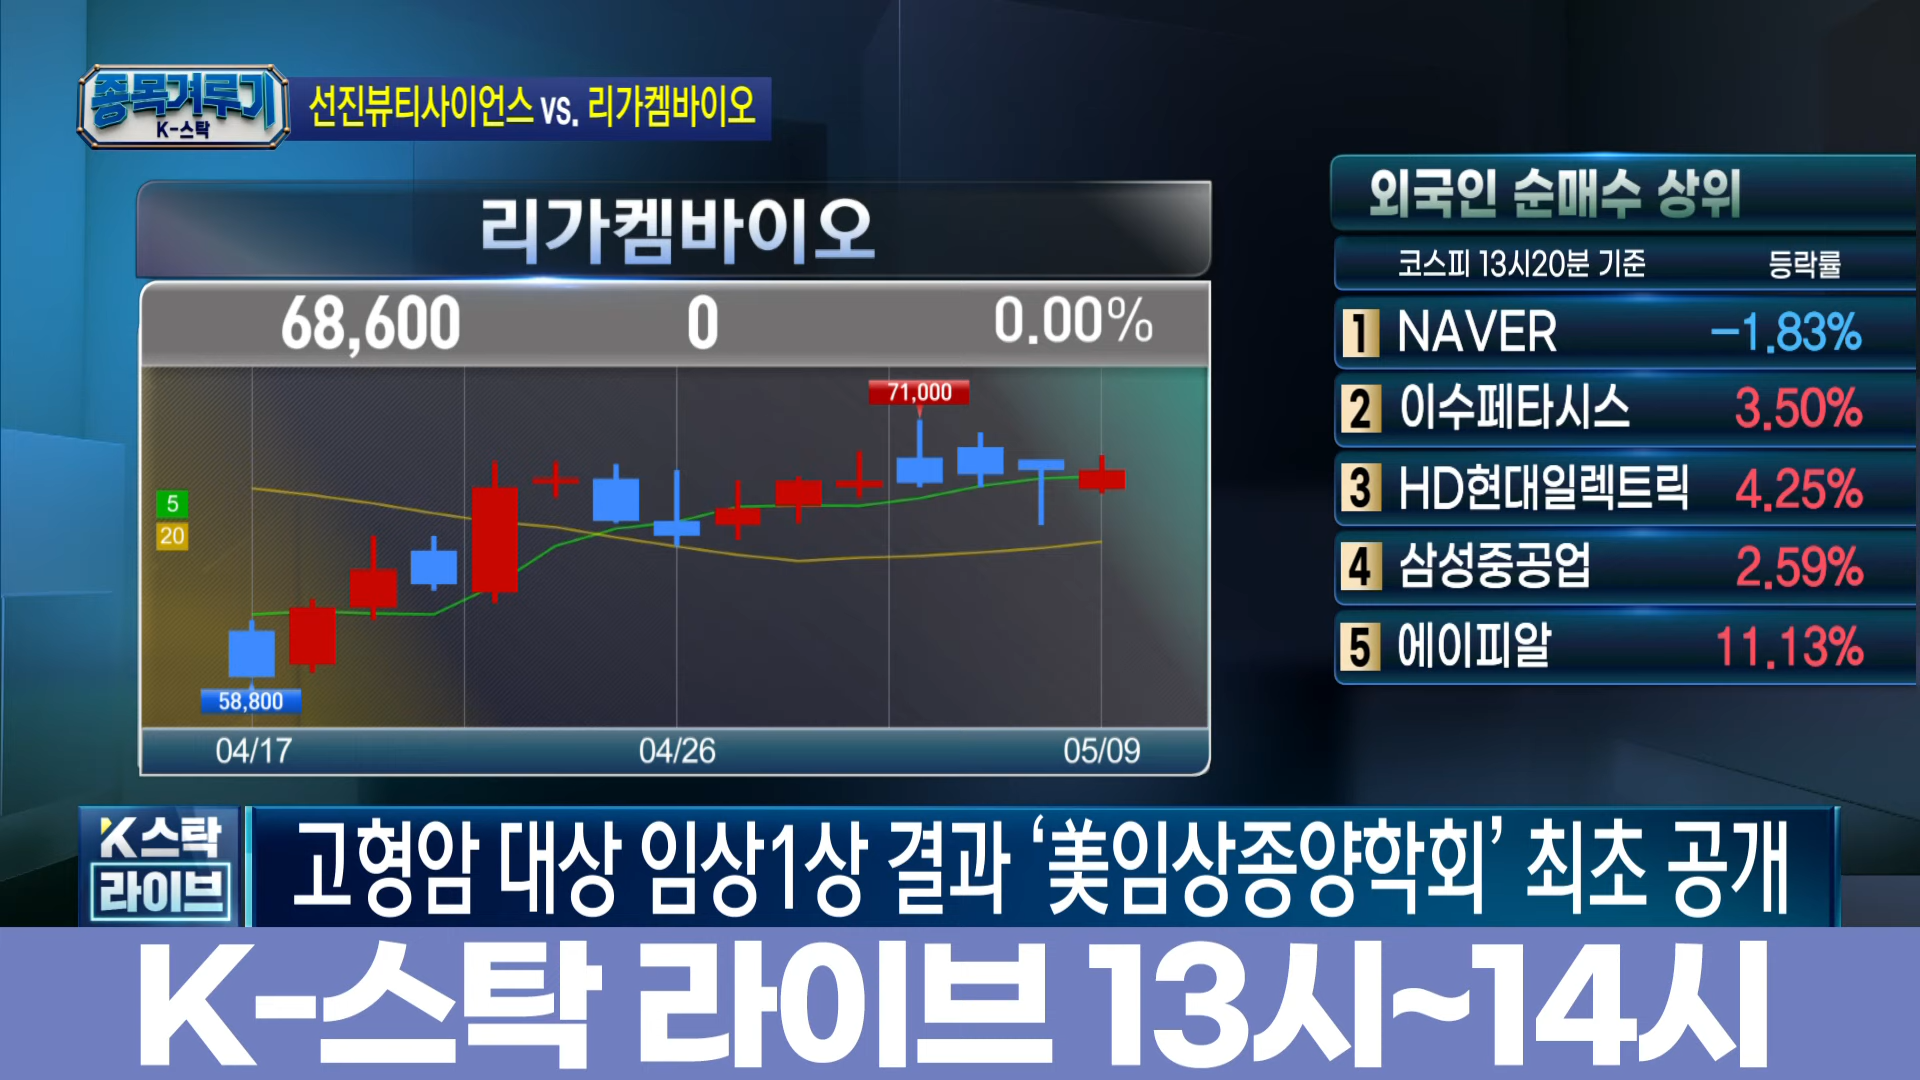 종목겨루기
K-스탁
선진뷰티사이언스 vs. 리가켐바이오
리가켐바이오
68,600 0 0.00%
71,000
5
20
58,800
04/17 04/26 05/09
외국인 순매수 상위
코스피 13시20분 기준 등락률
1 NAVER -1.83%
2 이수페타시스 3.50%
3 HD현대일렉트릭 4.25%
4 삼성중공업 2.59%
5 에이피알 11.13%
K스탁
라이브
고형암 대상 임상1상 결과 ‘美임상종양학회’ 최초 공개
K-스탁 라이브 13시~14시